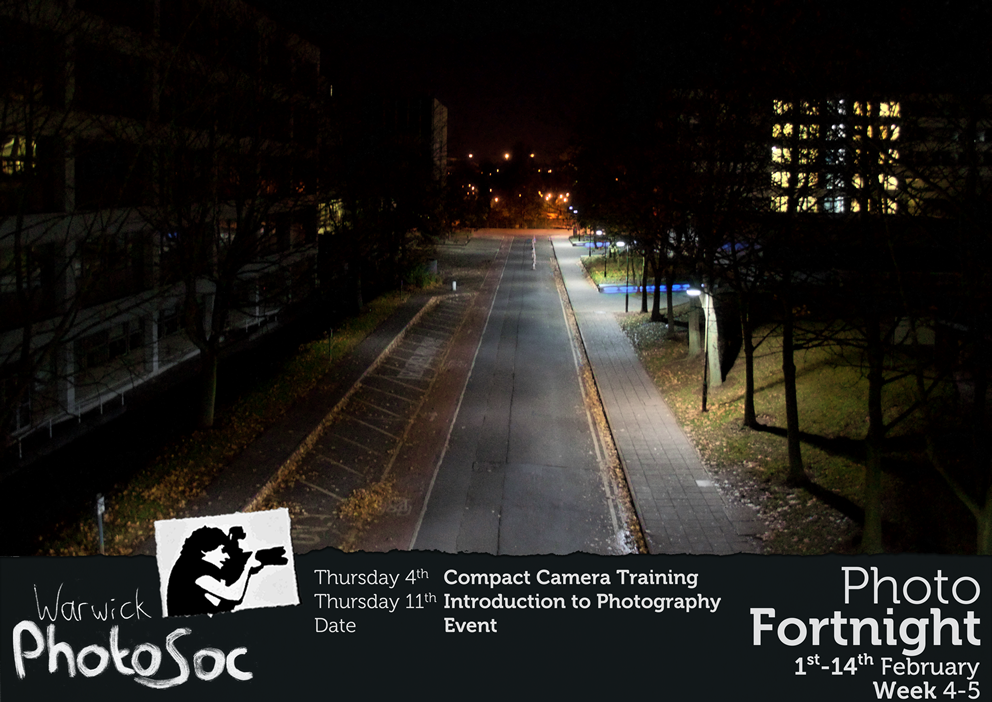 Warwick
PhotoSoc
Thursday 4th Compact Camera Training
Thursday 11th Introduction to Photography
Date Event
Photo
Fortnight
1st-14th February
Week 4-5